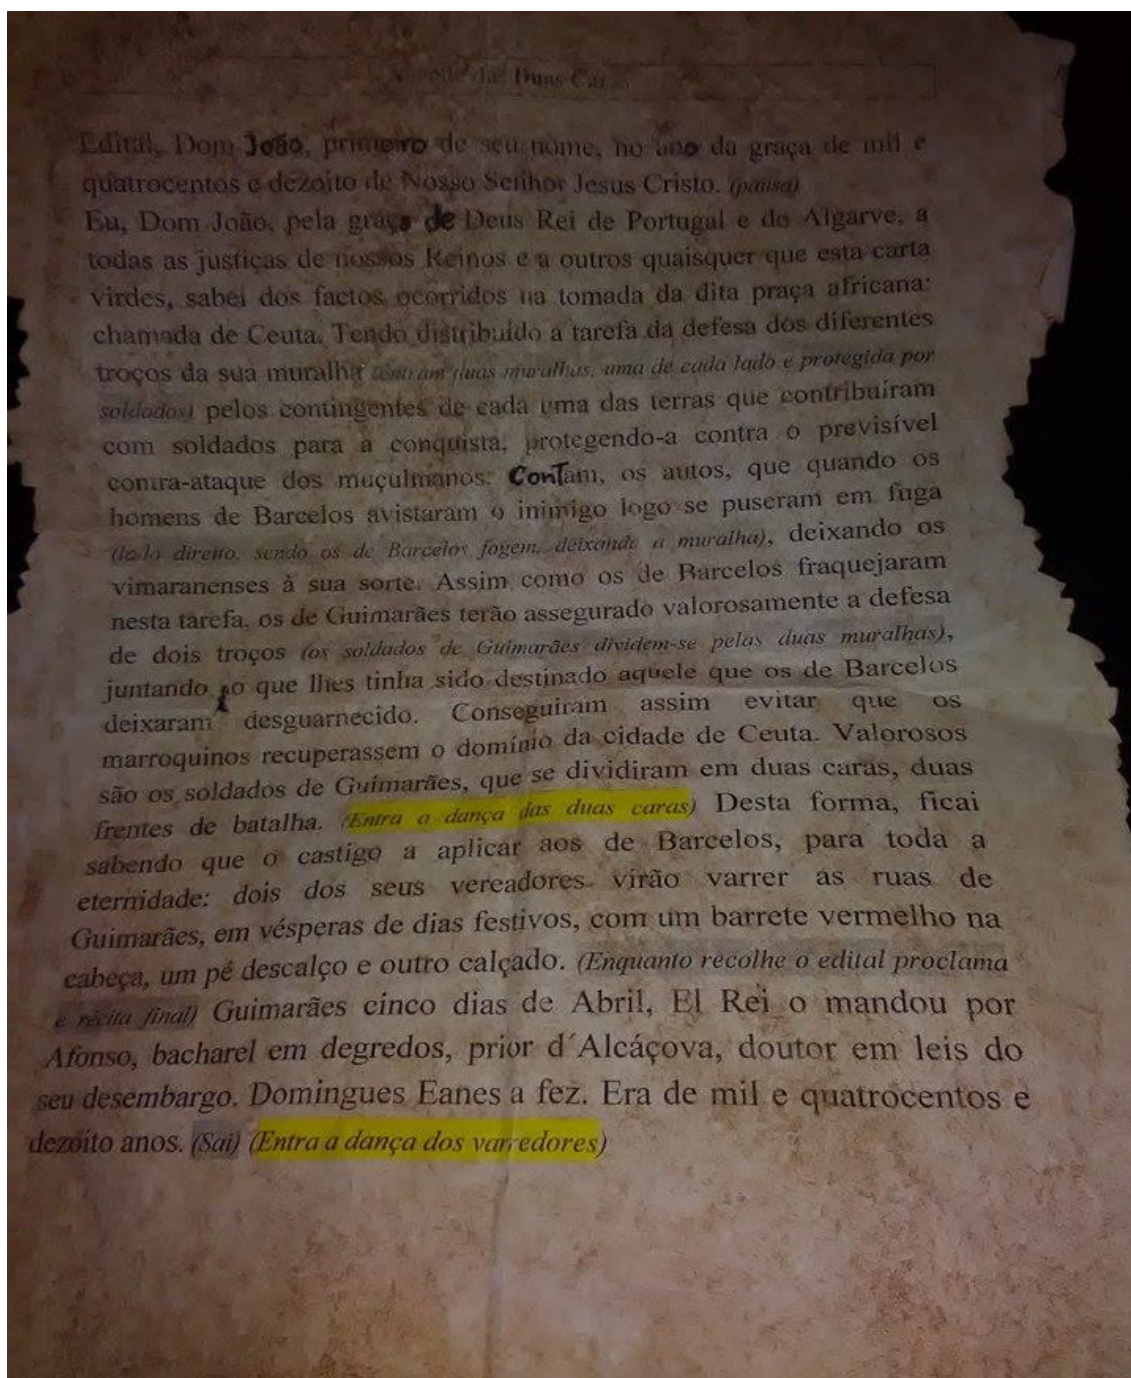 das Duas Caras
Edital, Dom João, primeiro de seu nome, no ano da graça de mil e
quatrocentos e dezoito de Nosso Senhor Jesus Cristo. (pausa)
Eu, Dom João, pela graça de Deus Rei de Portugal e do Algarve, a
todas as justiças de nossos Reinos e a outros quaisquer que esta carta
virdes, sabei dos factos ocorridos na tomada da dita praça africana:
chamada de Ceuta. Tendo distribuído a tarefa da defesa dos diferentes
troços da sua muralha (entram duas muralhas, uma de cada lado e protegida por
soldados) pelos contingentes de cada uma das terras que contribuíram
com soldados para a conquista, protegendo-a contra o previsível
contra-ataque dos muçulmanos. Contam, os autos, que quando os
homens de Barcelos avistaram o inimigo logo se puseram em fuga
(lado direito, sendo os de Barcelos fogem, deixando a muralha), deixando os
vimaranenses à sua sorte. Assim como os de Barcelos fraquejaram
nesta tarefa, os de Guimarães terão assegurado valorosamente a defesa
de dois troços (os soldados de Guimarães dividem-se pelas duas muralhas),
juntando ao que lhes tinha sido destinado aquele que os de Barcelos
deixaram desguarnecido. Conseguiram assim evitar que os
marroquinos recuperassem o domínio da cidade de Ceuta. Valorosos
são os soldados de Guimarães, que se dividiram em duas caras, duas
frentes de batalha. (Entra a dança das duas caras) Desta forma, ficai
sabendo que o castigo a aplicar aos de Barcelos, para toda a
eternidade: dois dos seus vereadores virão varrer as ruas de
Guimarães, em vésperas de dias festivos, com um barrete vermelho na
cabeça, um pé descalço e outro calçado. (Enquanto recolhe o edital proclama
e récita final) Guimarães cinco dias de Abril, El Rei o mandou por
Afonso, bacharel em degredos, prior d´Alcáçova, doutor em leis do
seu desembargo. Domingues Eanes a fez. Era de mil e quatrocentos e
dezoito anos. (Sai) (Entra a dança dos varredores)